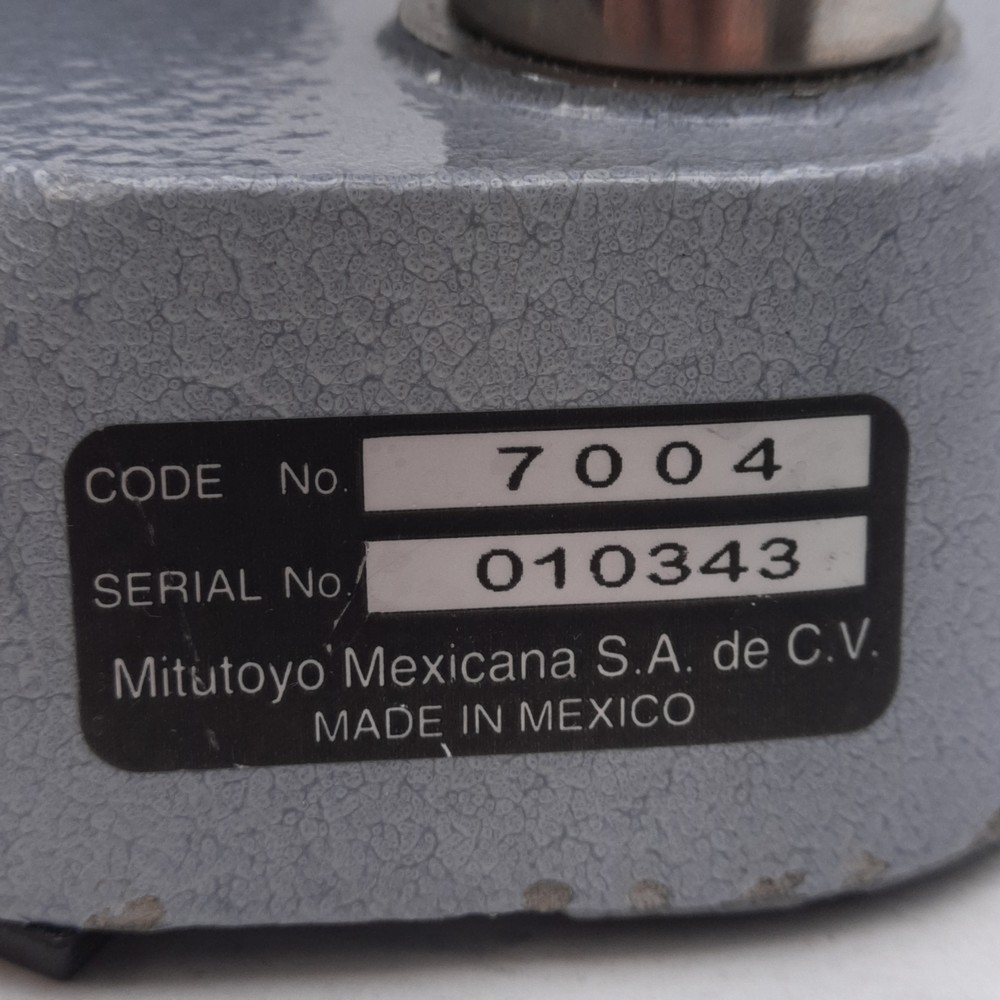 CODE No. 7004
SERIAL No. 010343
Mitutoyo Mexicana S.A. de C.V.
MADE IN MEXICO